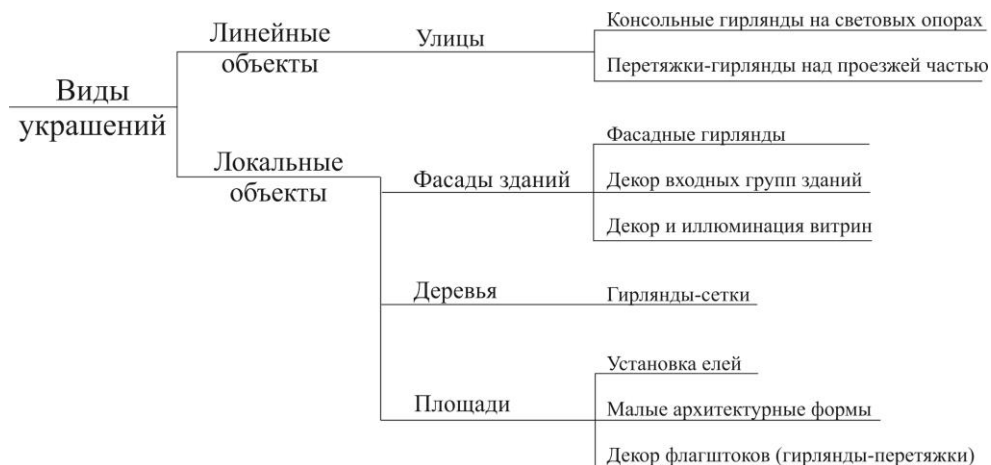 Виды
украшений
Линейные
объекты
Улицы
Консольные гирлянды на световых опорах
Перетяжки-гирлянды над проезжей частью
Локальные
объекты
Фасады зданий
Фасадные гирлянды
Декор входных групп зданий
Декор и иллюминация витрин
Деревья
Гирлянды-сетки
Площади
Установка елей
Малые архитектурные формы
Декор флагштоков (гирлянды-перетяжки)